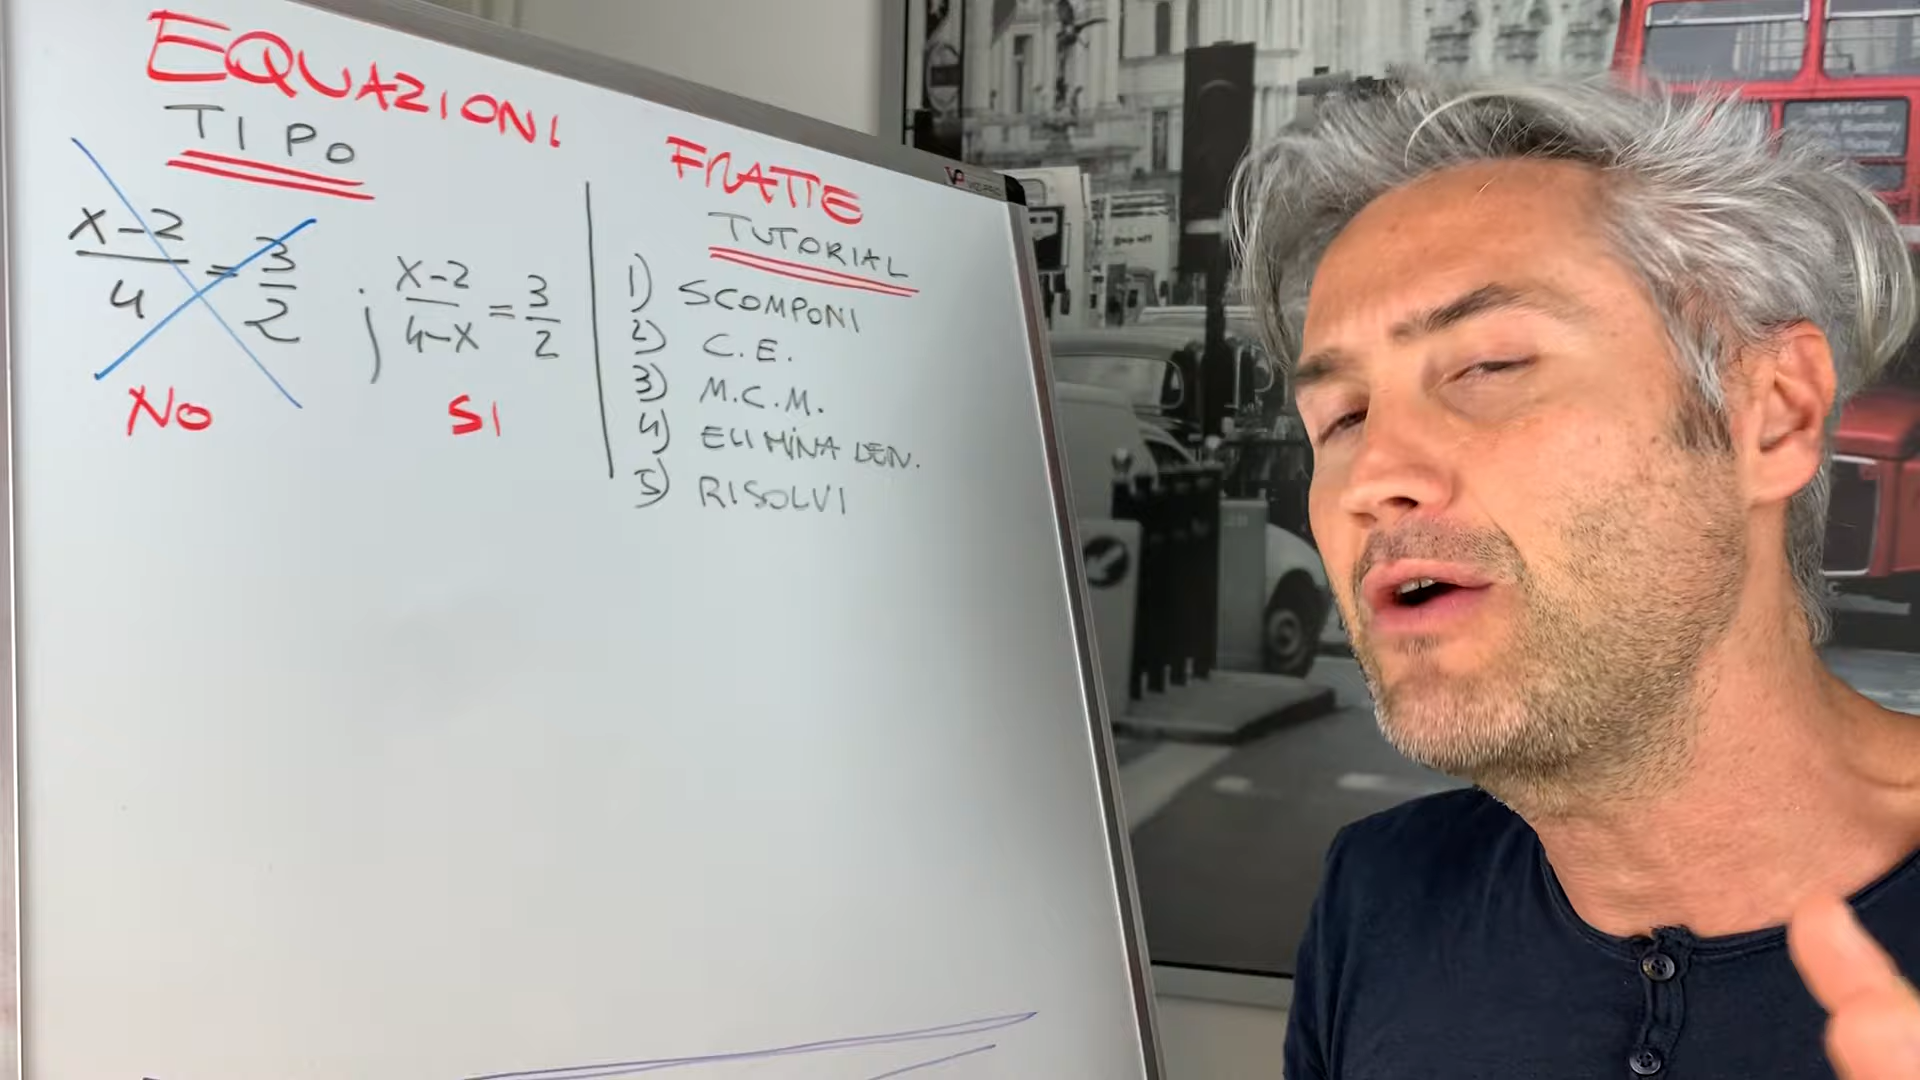 EQUAZIONI FRATTE
TIPO
x-2/4 = 3/2 ; x-2/4-x = 3/2
NO SI
TUTORIAL
1) SCOMPONI
2) C.E.
3) M.C.M.
4) ELIMINA DEN.
5) RISOLVI